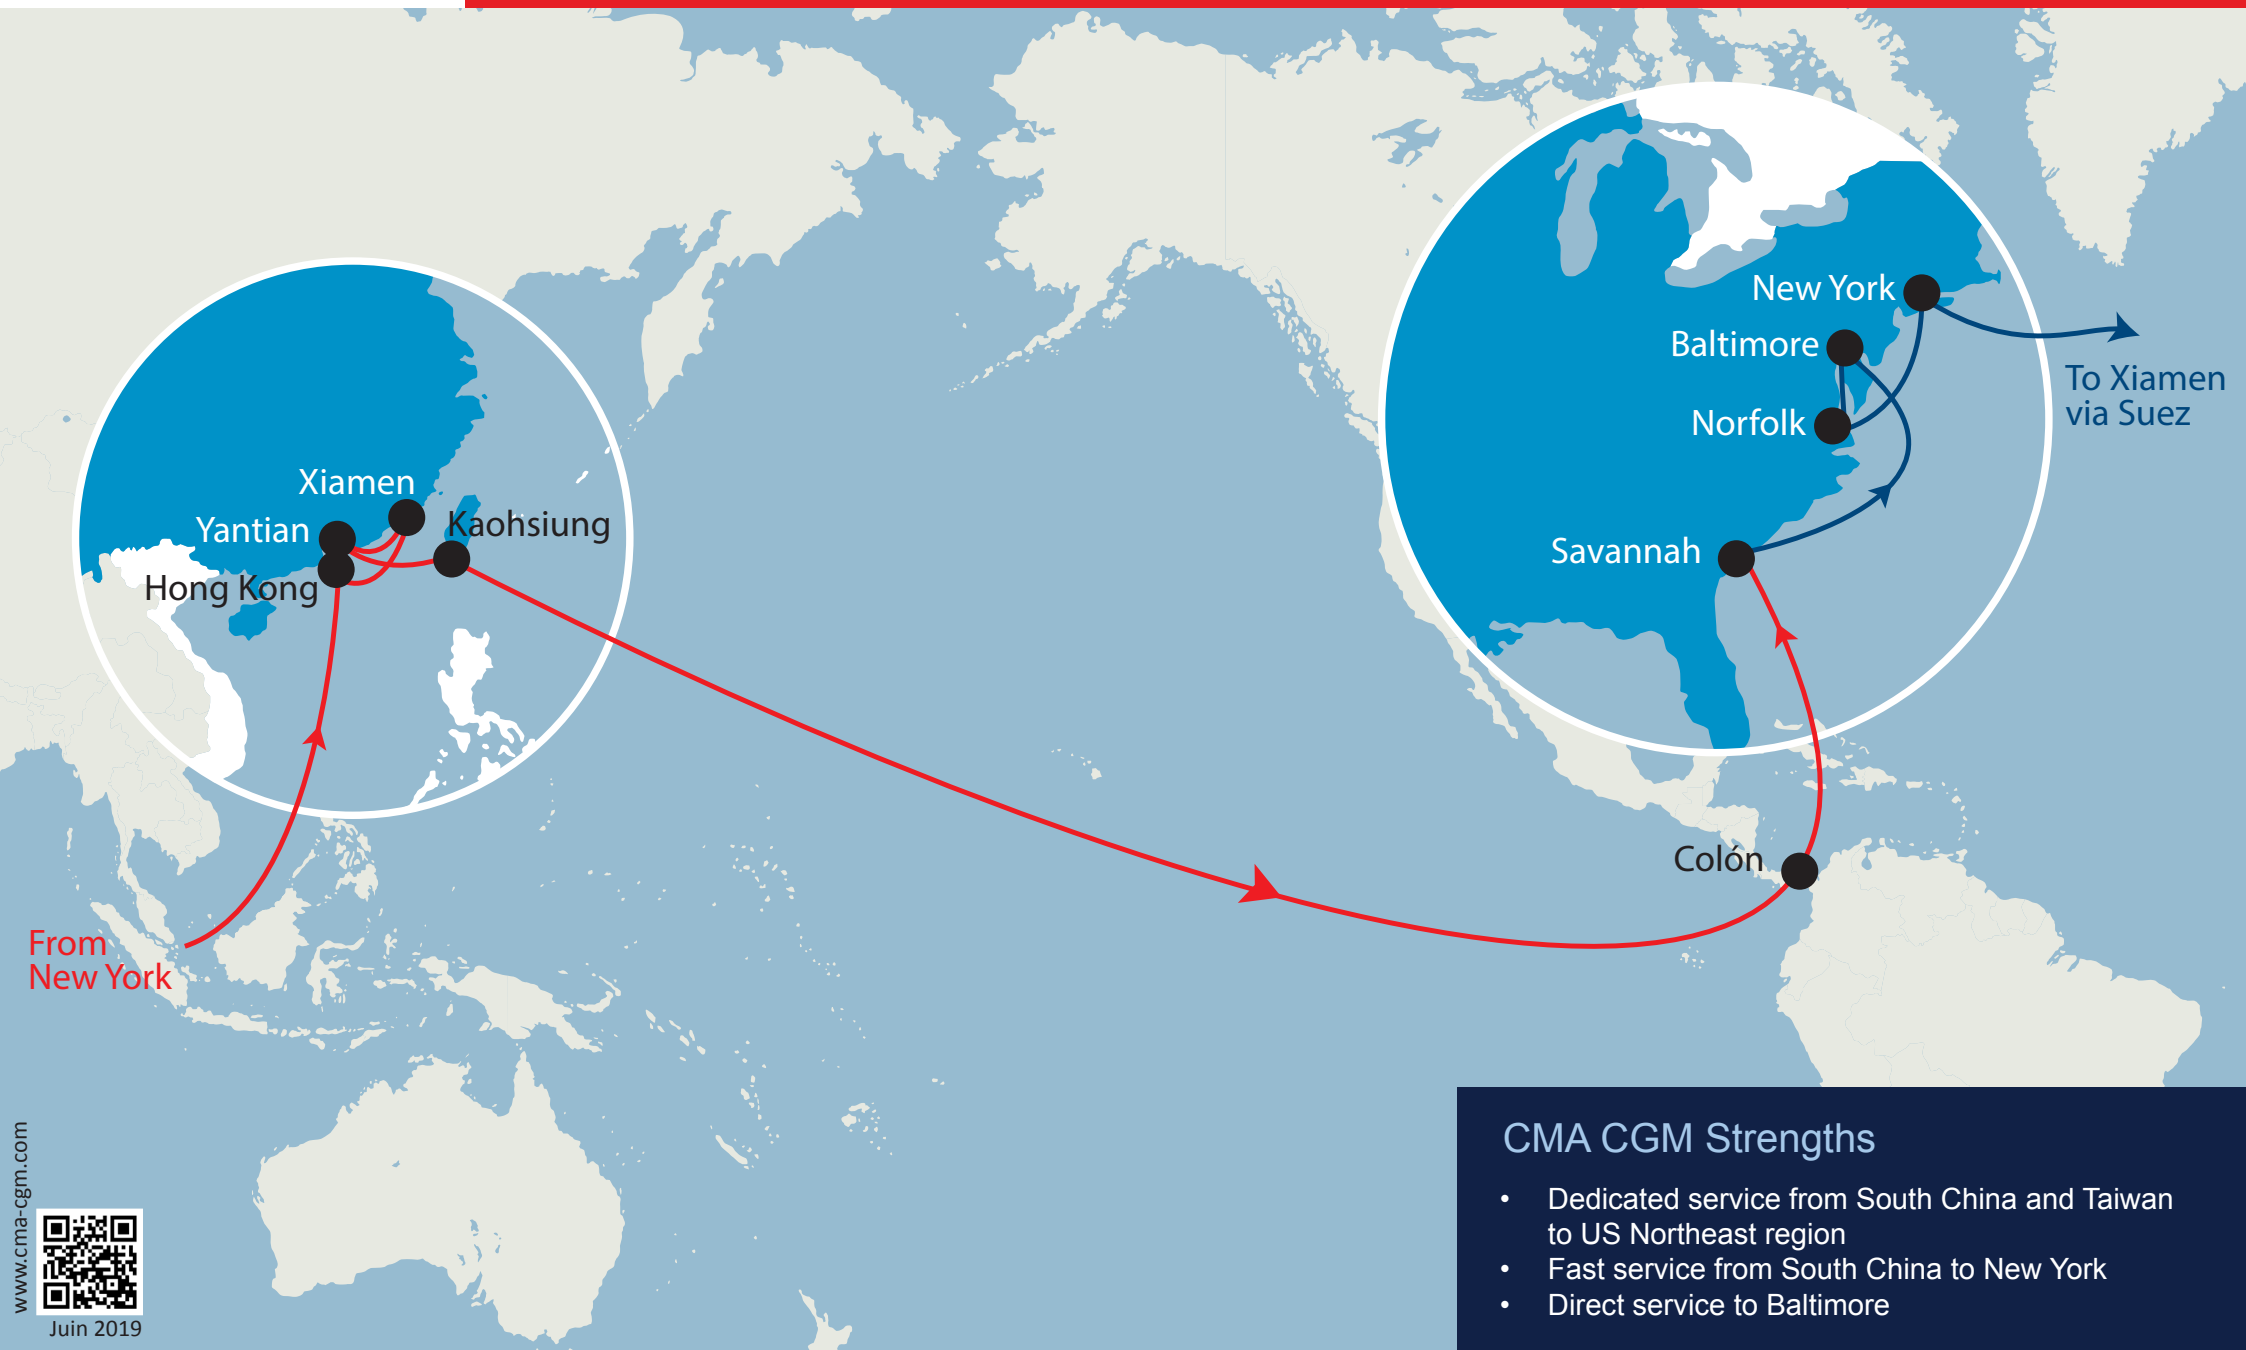 New York
Baltimore
To Xiamen
via Suez
Norfolk
Xiamen
Kaohsiung
Yantian
Savannah
Hong Kong
Colón
From
New York
www.cma-cgm.com
Juin 2019
CMA CGM Strengths
• Dedicated service from South China and Taiwan
to US Northeast region
• Fast service from South China to New York
• Direct service to Baltimore